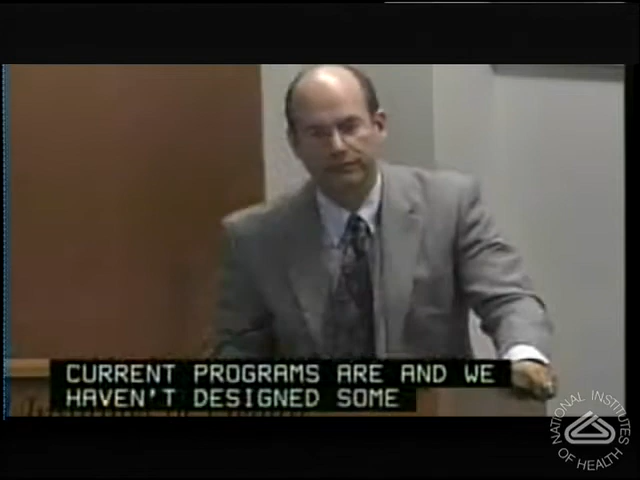 CURRENT PROGRAMS ARE AND WE
HAVEN'T DESIGNED SOME
NATIONAL INSTITUTES
OF HEALTH